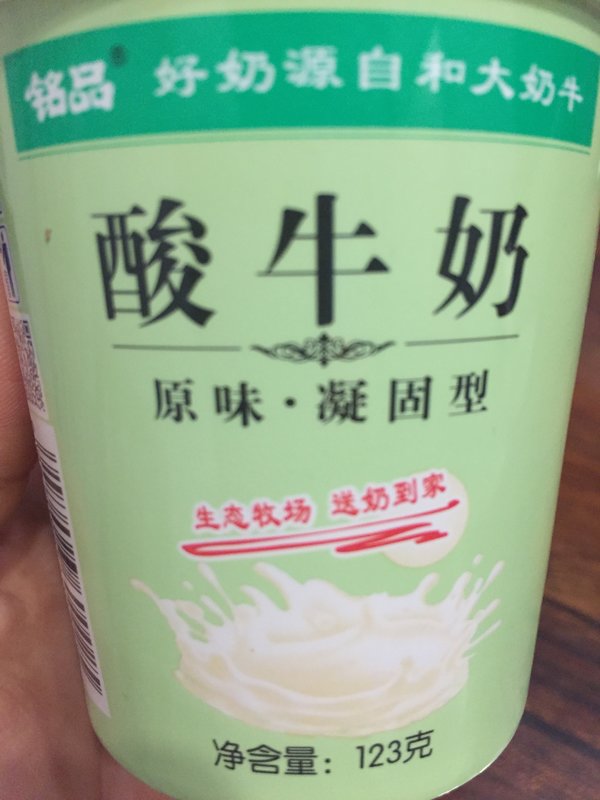 铭品® 好奶源自和大奶牛
酸牛奶
原味·凝固型
生态牧场 送奶到家
净含量：123克